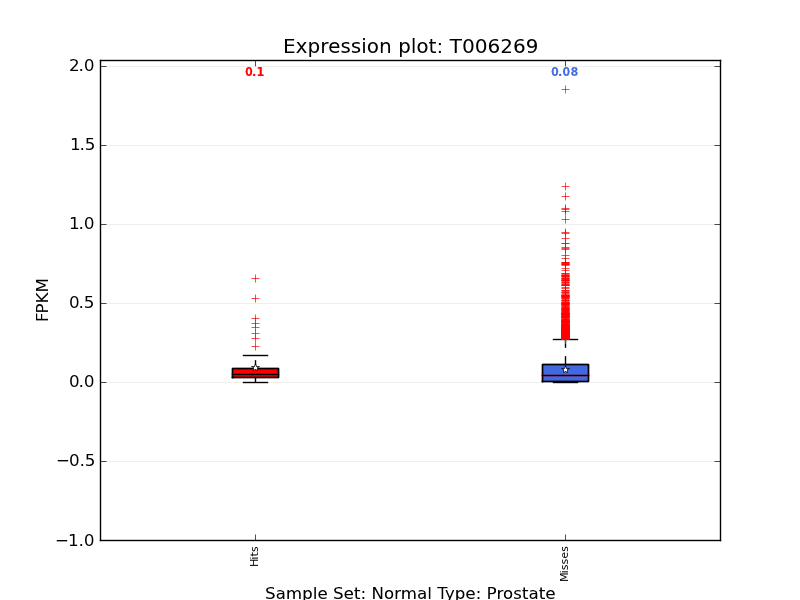 Expression plot: T006269
0.1
0.08
2.0
1.5
1.0
0.5
0.0
−0.5
−1.0
FPKM
Hits
Misses
Sample Set: Normal Type: Prostate